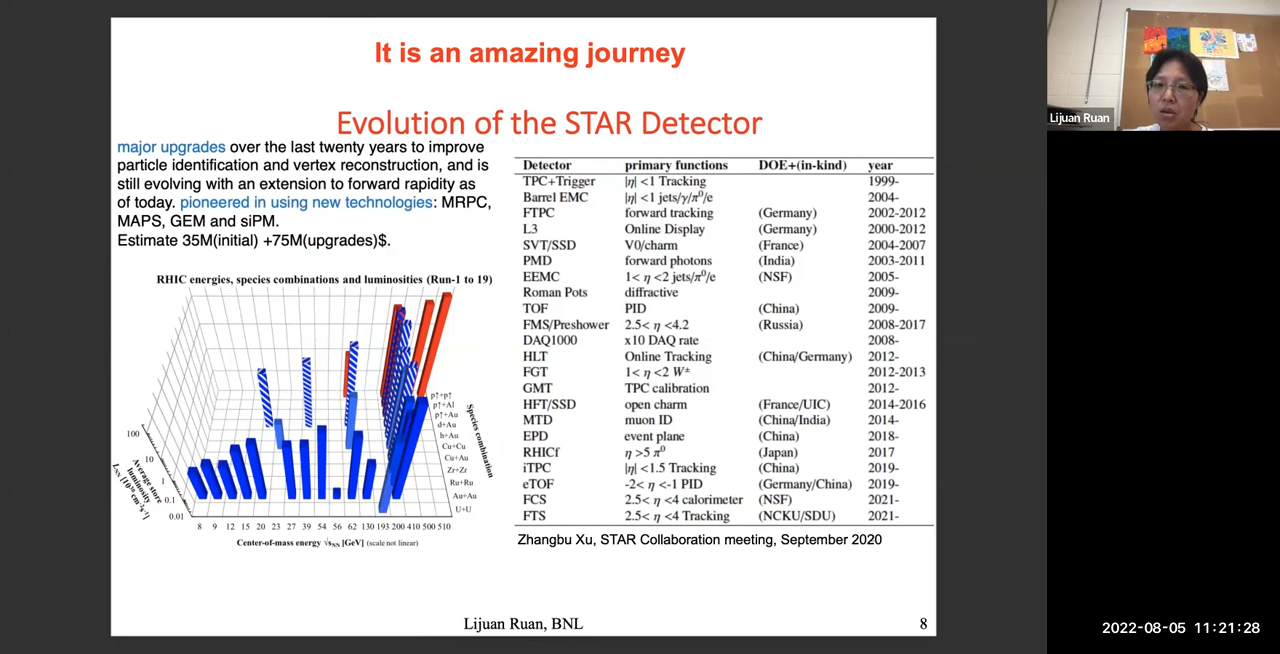 It is an amazing journey
Evolution of the STAR Detector
major upgrades over the last twenty years to improve
particle identification and vertex reconstruction, and is
still evolving with an extension to forward rapidity as
of today. pioneered in using new technologies: MRPC,
MAPS, GEM and siPM.
Estimate 35M(initial) +75M(upgrades)$.
RHIC energies, species combinations and luminosities (Run-1 to 19)
100
10
1
0.1
0.01
Average store
luminosity
L_NN [10^30 cm^-2 s^-1]
p↑+p↑
p↑+Al
p↑+Au
d+Au
h+Au
Cu+Cu
Cu+Au
Zr+Zr
Ru+Ru
Au+Au
U+U
Species combination
8 9 12 15 20 23 27 39 54 56 62 130 193 200 410 500 510
Center-of-mass energy √s_NN [GeV] (scale not linear)
Detector primary functions DOE+(in-kind) year
TPC+Trigger |η| <1 Tracking 1999-
Barrel EMC |η| <1 jets/γ/π⁰/e 2004-
FTPC forward tracking (Germany) 2002-2012
L3 Online Display (Germany) 2000-2012
SVT/SSD V0/charm (France) 2004-2007
PMD forward photons (India) 2003-2011
EEMC 1< η <2 jets/π⁰/e (NSF) 2005-
Roman Pots diffractive 2009-
TOF PID (China) 2009-
FMS/Preshower 2.5< η <4.2 (Russia) 2008-2017
DAQ1000 x10 DAQ rate 2008-
HLT Online Tracking (China/Germany) 2012-
FGT 1< η <2 W± 2012-2013
GMT TPC calibration 2012-
HFT/SSD open charm (France/UIC) 2014-2016
MTD muon ID (China/India) 2014-
EPD event plane (China) 2018-
RHICf η >5 π⁰ (Japan) 2017
iTPC |η| <1.5 Tracking (China) 2019-
eTOF -2< η <-1 PID (Germany/China) 2019-
FCS 2.5< η <4 calorimeter (NSF) 2021-
FTS 2.5< η <4 Tracking (NCKU/SDU) 2021-
Zhangbu Xu, STAR Collaboration meeting, September 2020
Lijuan Ruan, BNL
8
Lijuan Ruan
2022-08-05 11:21:28